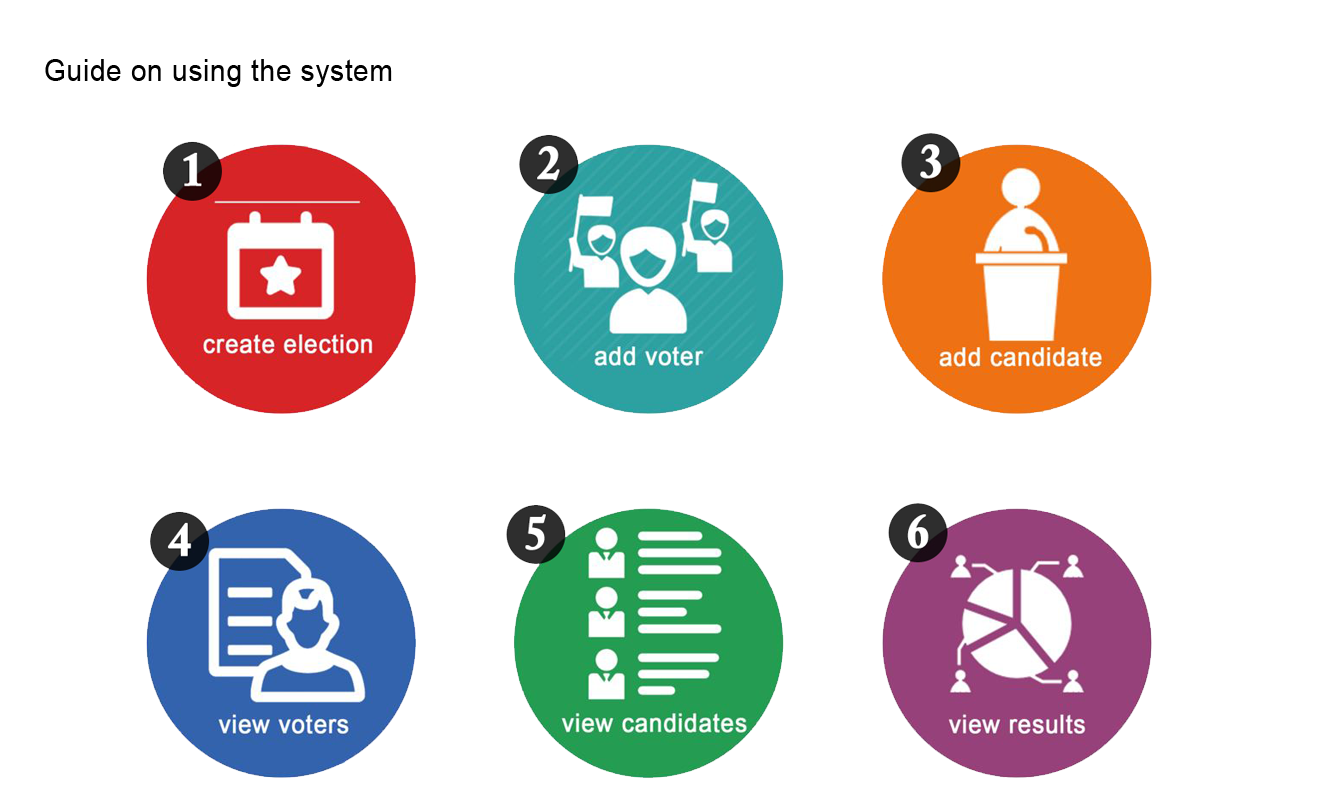 Guide on using the system
1
create election
2
add voter
3
add candidate
4
view voters
5
view candidates
6
view results